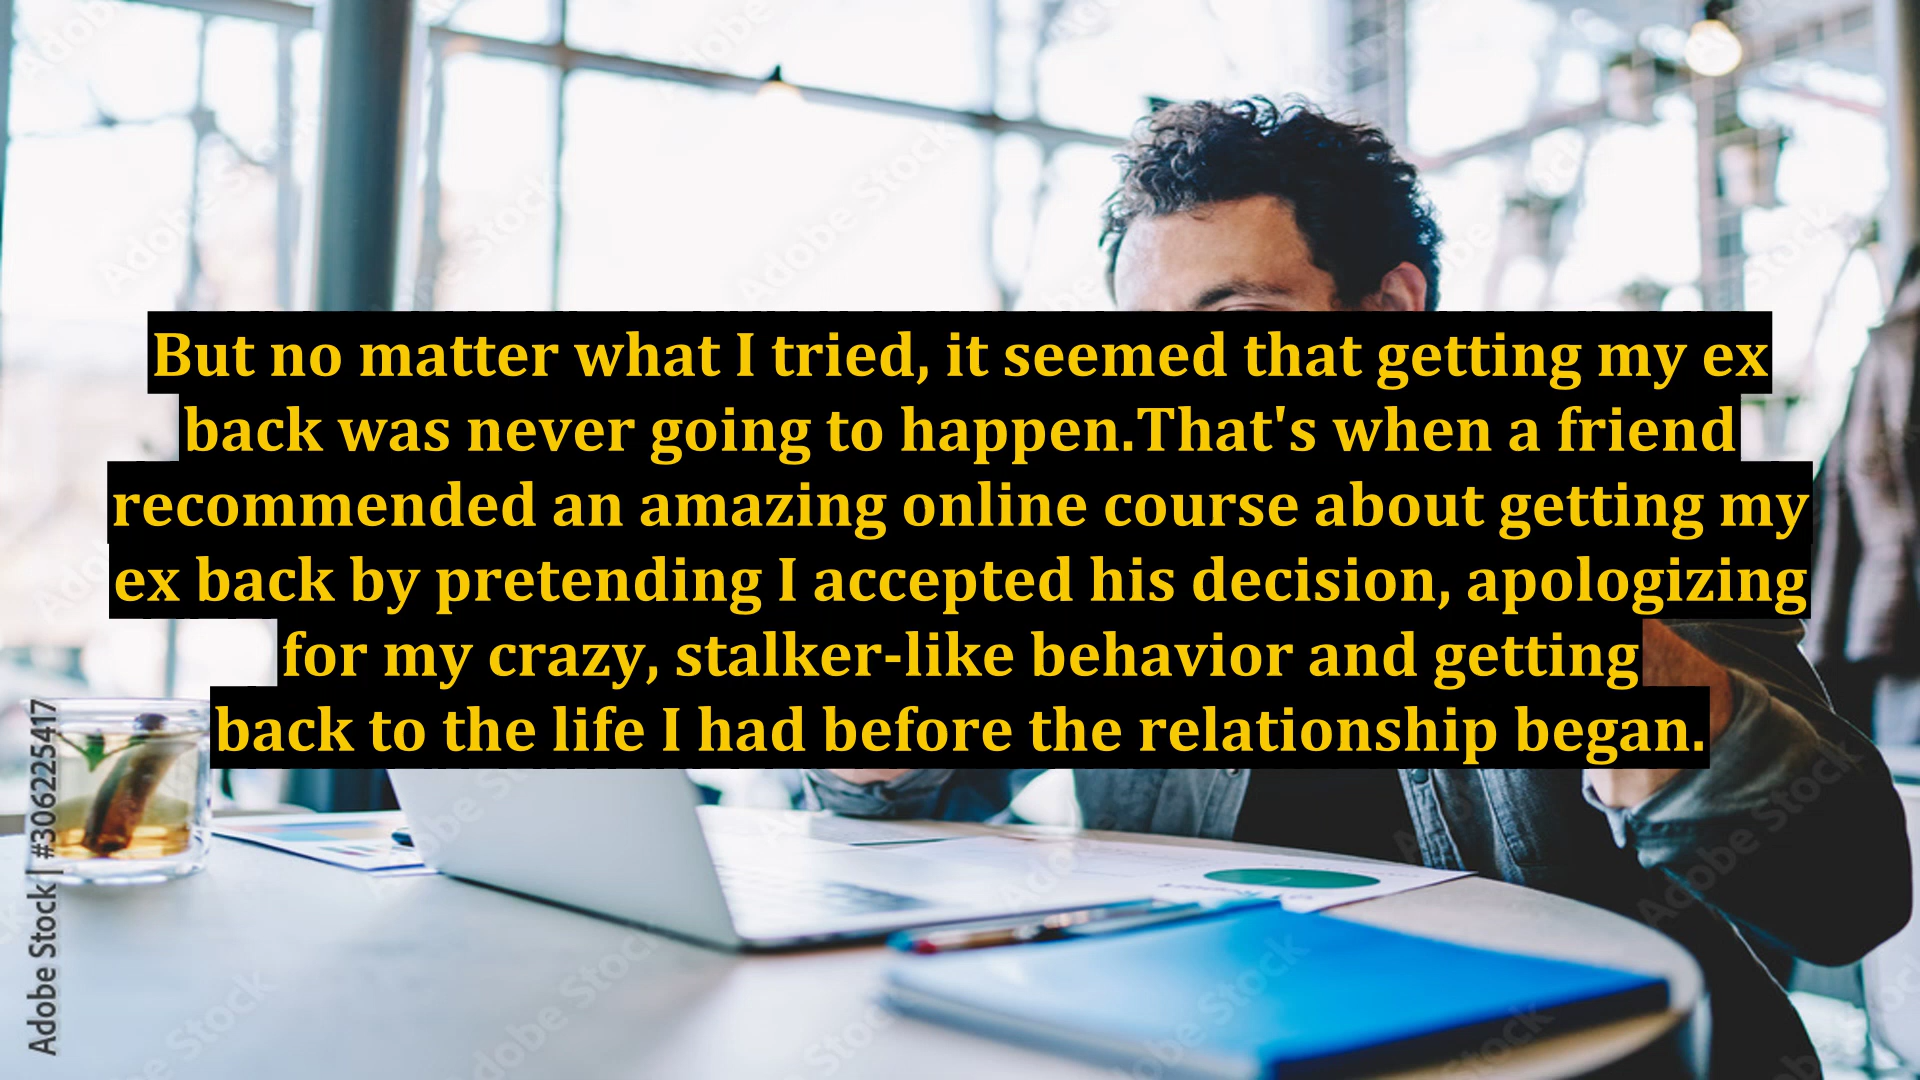 But no matter what I tried, it seemed that getting my ex
back was never going to happen.That's when a friend
recommended an amazing online course about getting my
ex back by pretending I accepted his decision, apologizing
for my crazy, stalker-like behavior and getting
back to the life I had before the relationship began.
Adobe Stock | #306225417